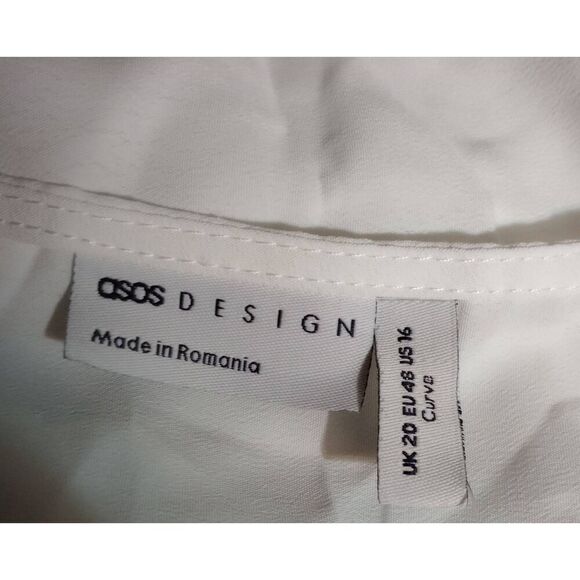 asos DESIGN
Made in Romania
UK 20 EU 48 US 16
Curve